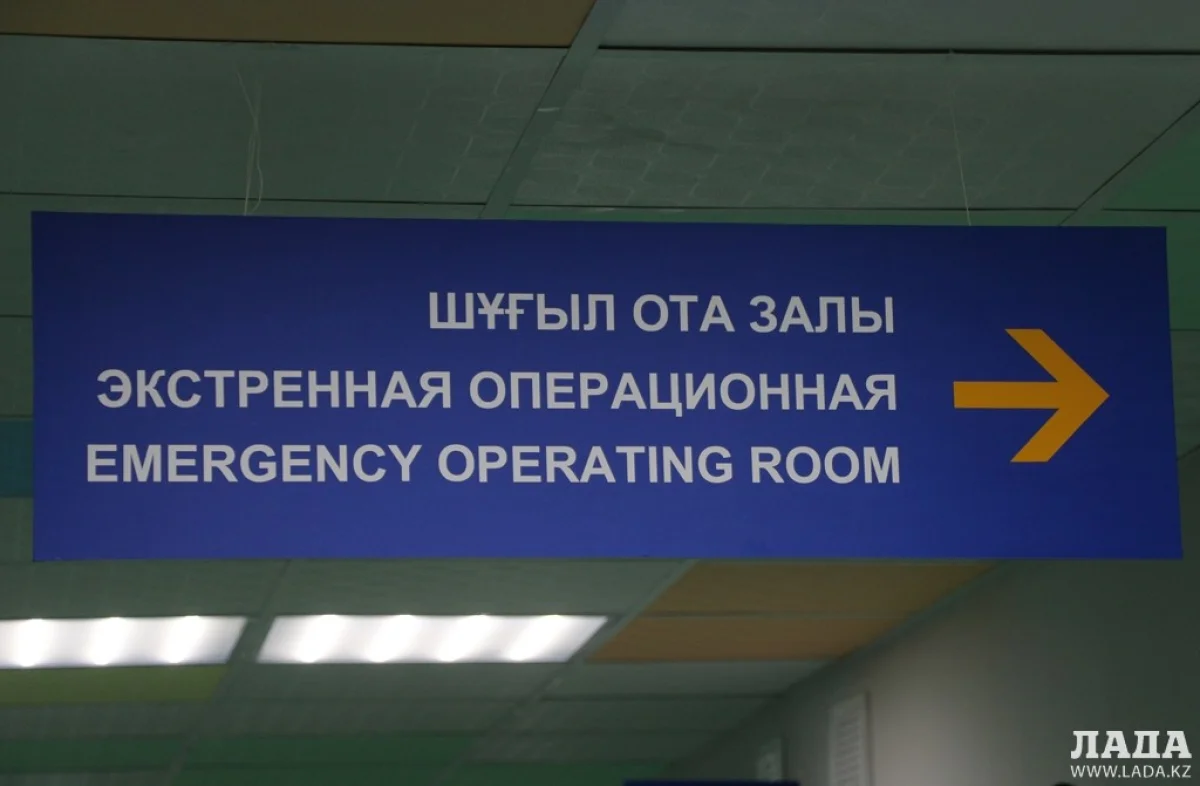 ШҰҒЫЛ ОТА ЗАЛЫ
ЭКСТРЕННАЯ ОПЕРАЦИОННАЯ
EMERGENCY OPERATING ROOM
ЛАДА
WWW.LADA.KZ